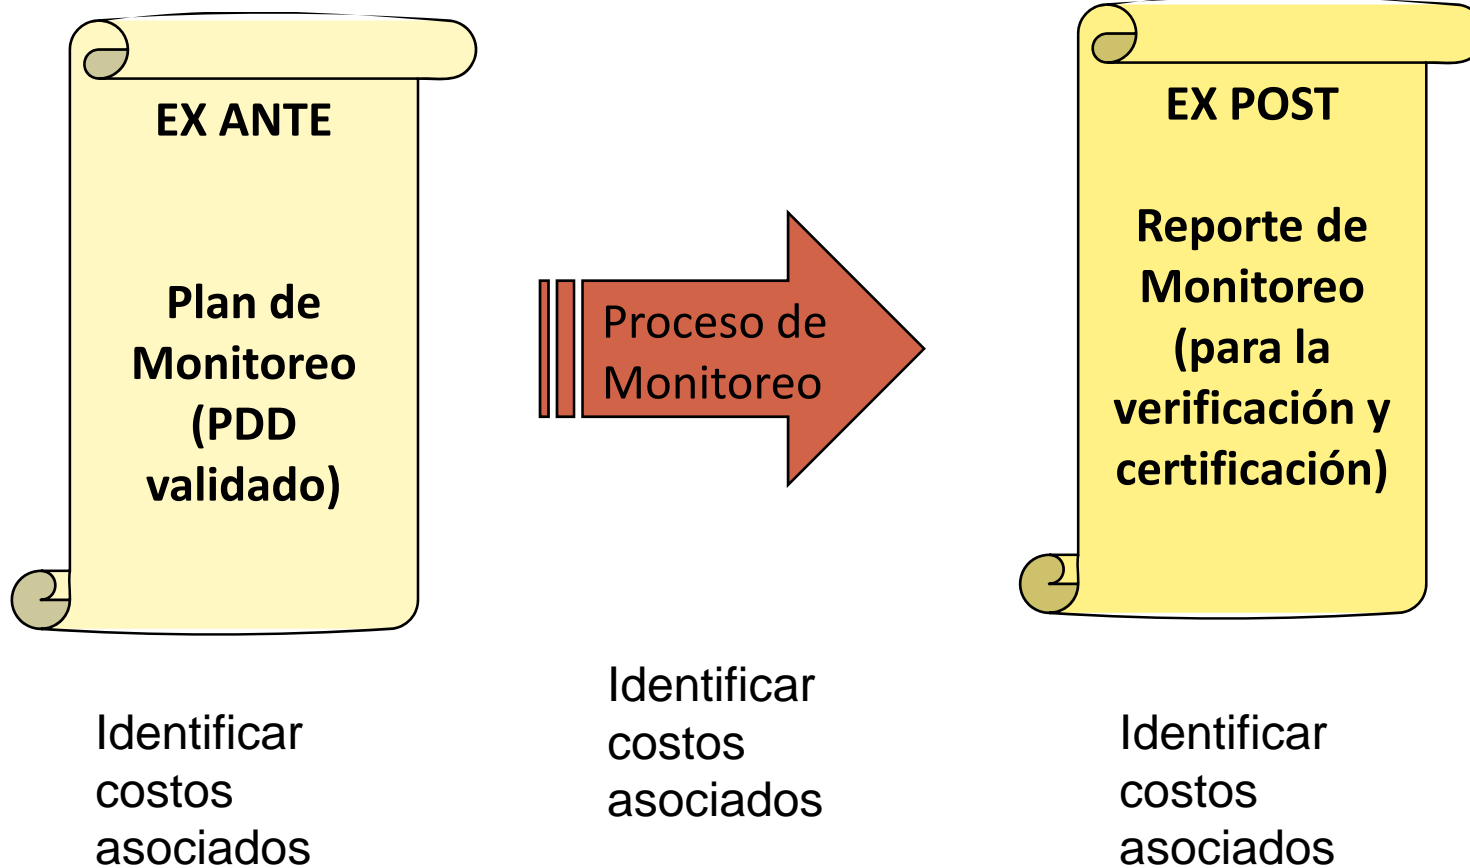 EX ANTE
Plan de
Monitoreo
(PDD
validado)
Identificar
costos
asociados
Proceso de
Monitoreo
Identificar
costos
asociados
EX POST
Reporte de
Monitoreo
(para la
verificación y
certificación)
Identificar
costos
asociados